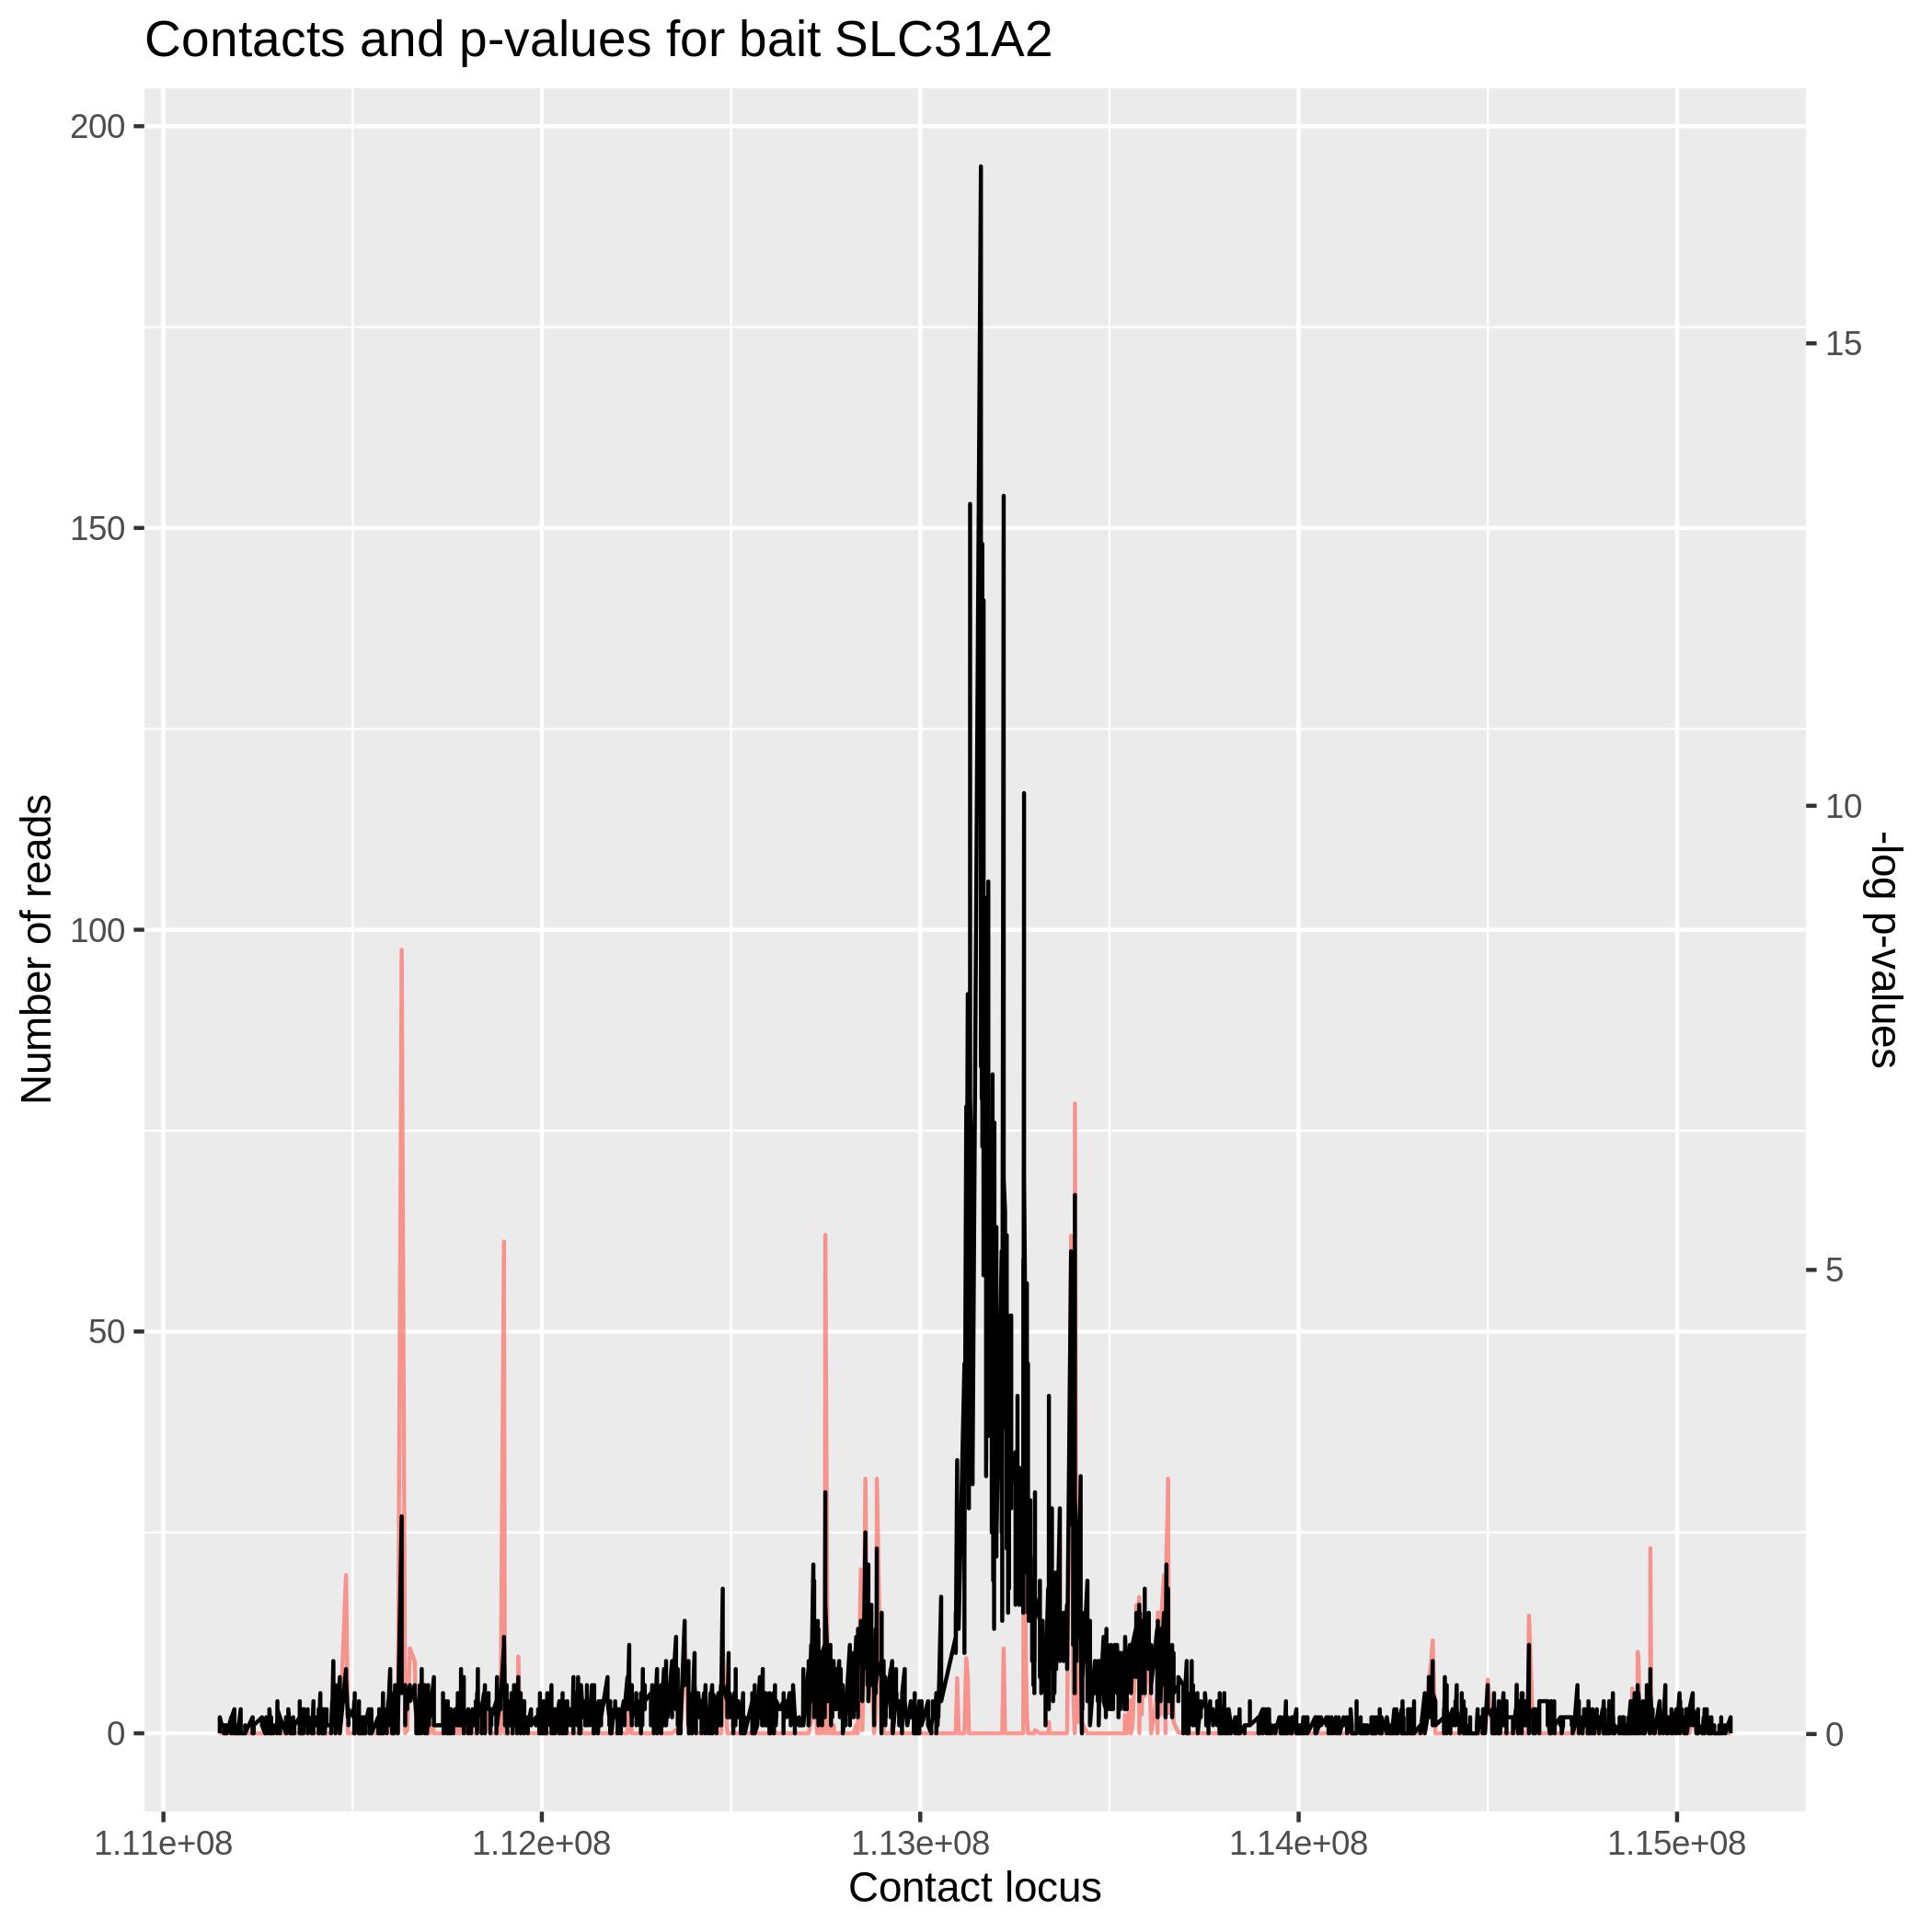 Contacts and p-values for bait SLC31A2
200
150
100
50
0
Number of reads
15
10
5
0
-log p-values
1.11e+08
1.12e+08
1.13e+08
1.14e+08
1.15e+08
Contact locus